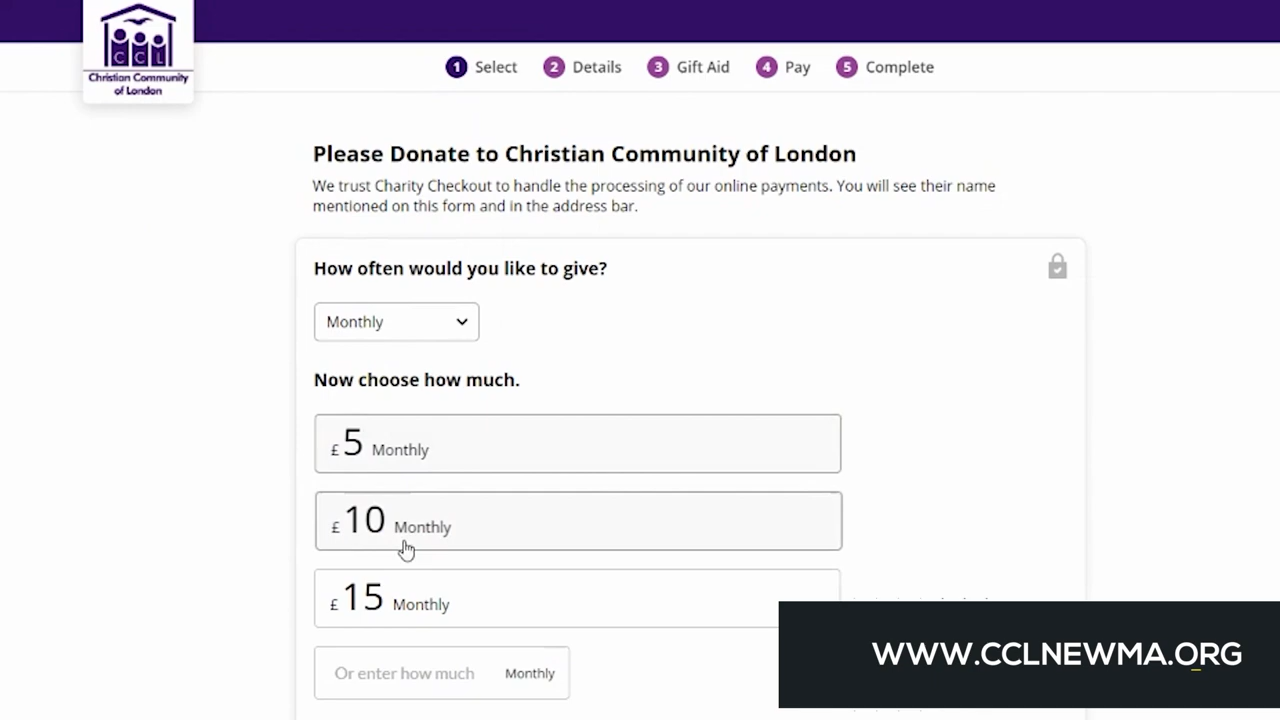 CCL
Christian Community
of London
1 Select 2 Details 3 Gift Aid 4 Pay 5 Complete
Please Donate to Christian Community of London
We trust Charity Checkout to handle the processing of our online payments. You will see their name
mentioned on this form and in the address bar.
How often would you like to give?
Monthly
Now choose how much.
£ 5 Monthly
£ 10 Monthly
£ 15 Monthly
Or enter how much Monthly
WWW.CCLNEWMA.ORG